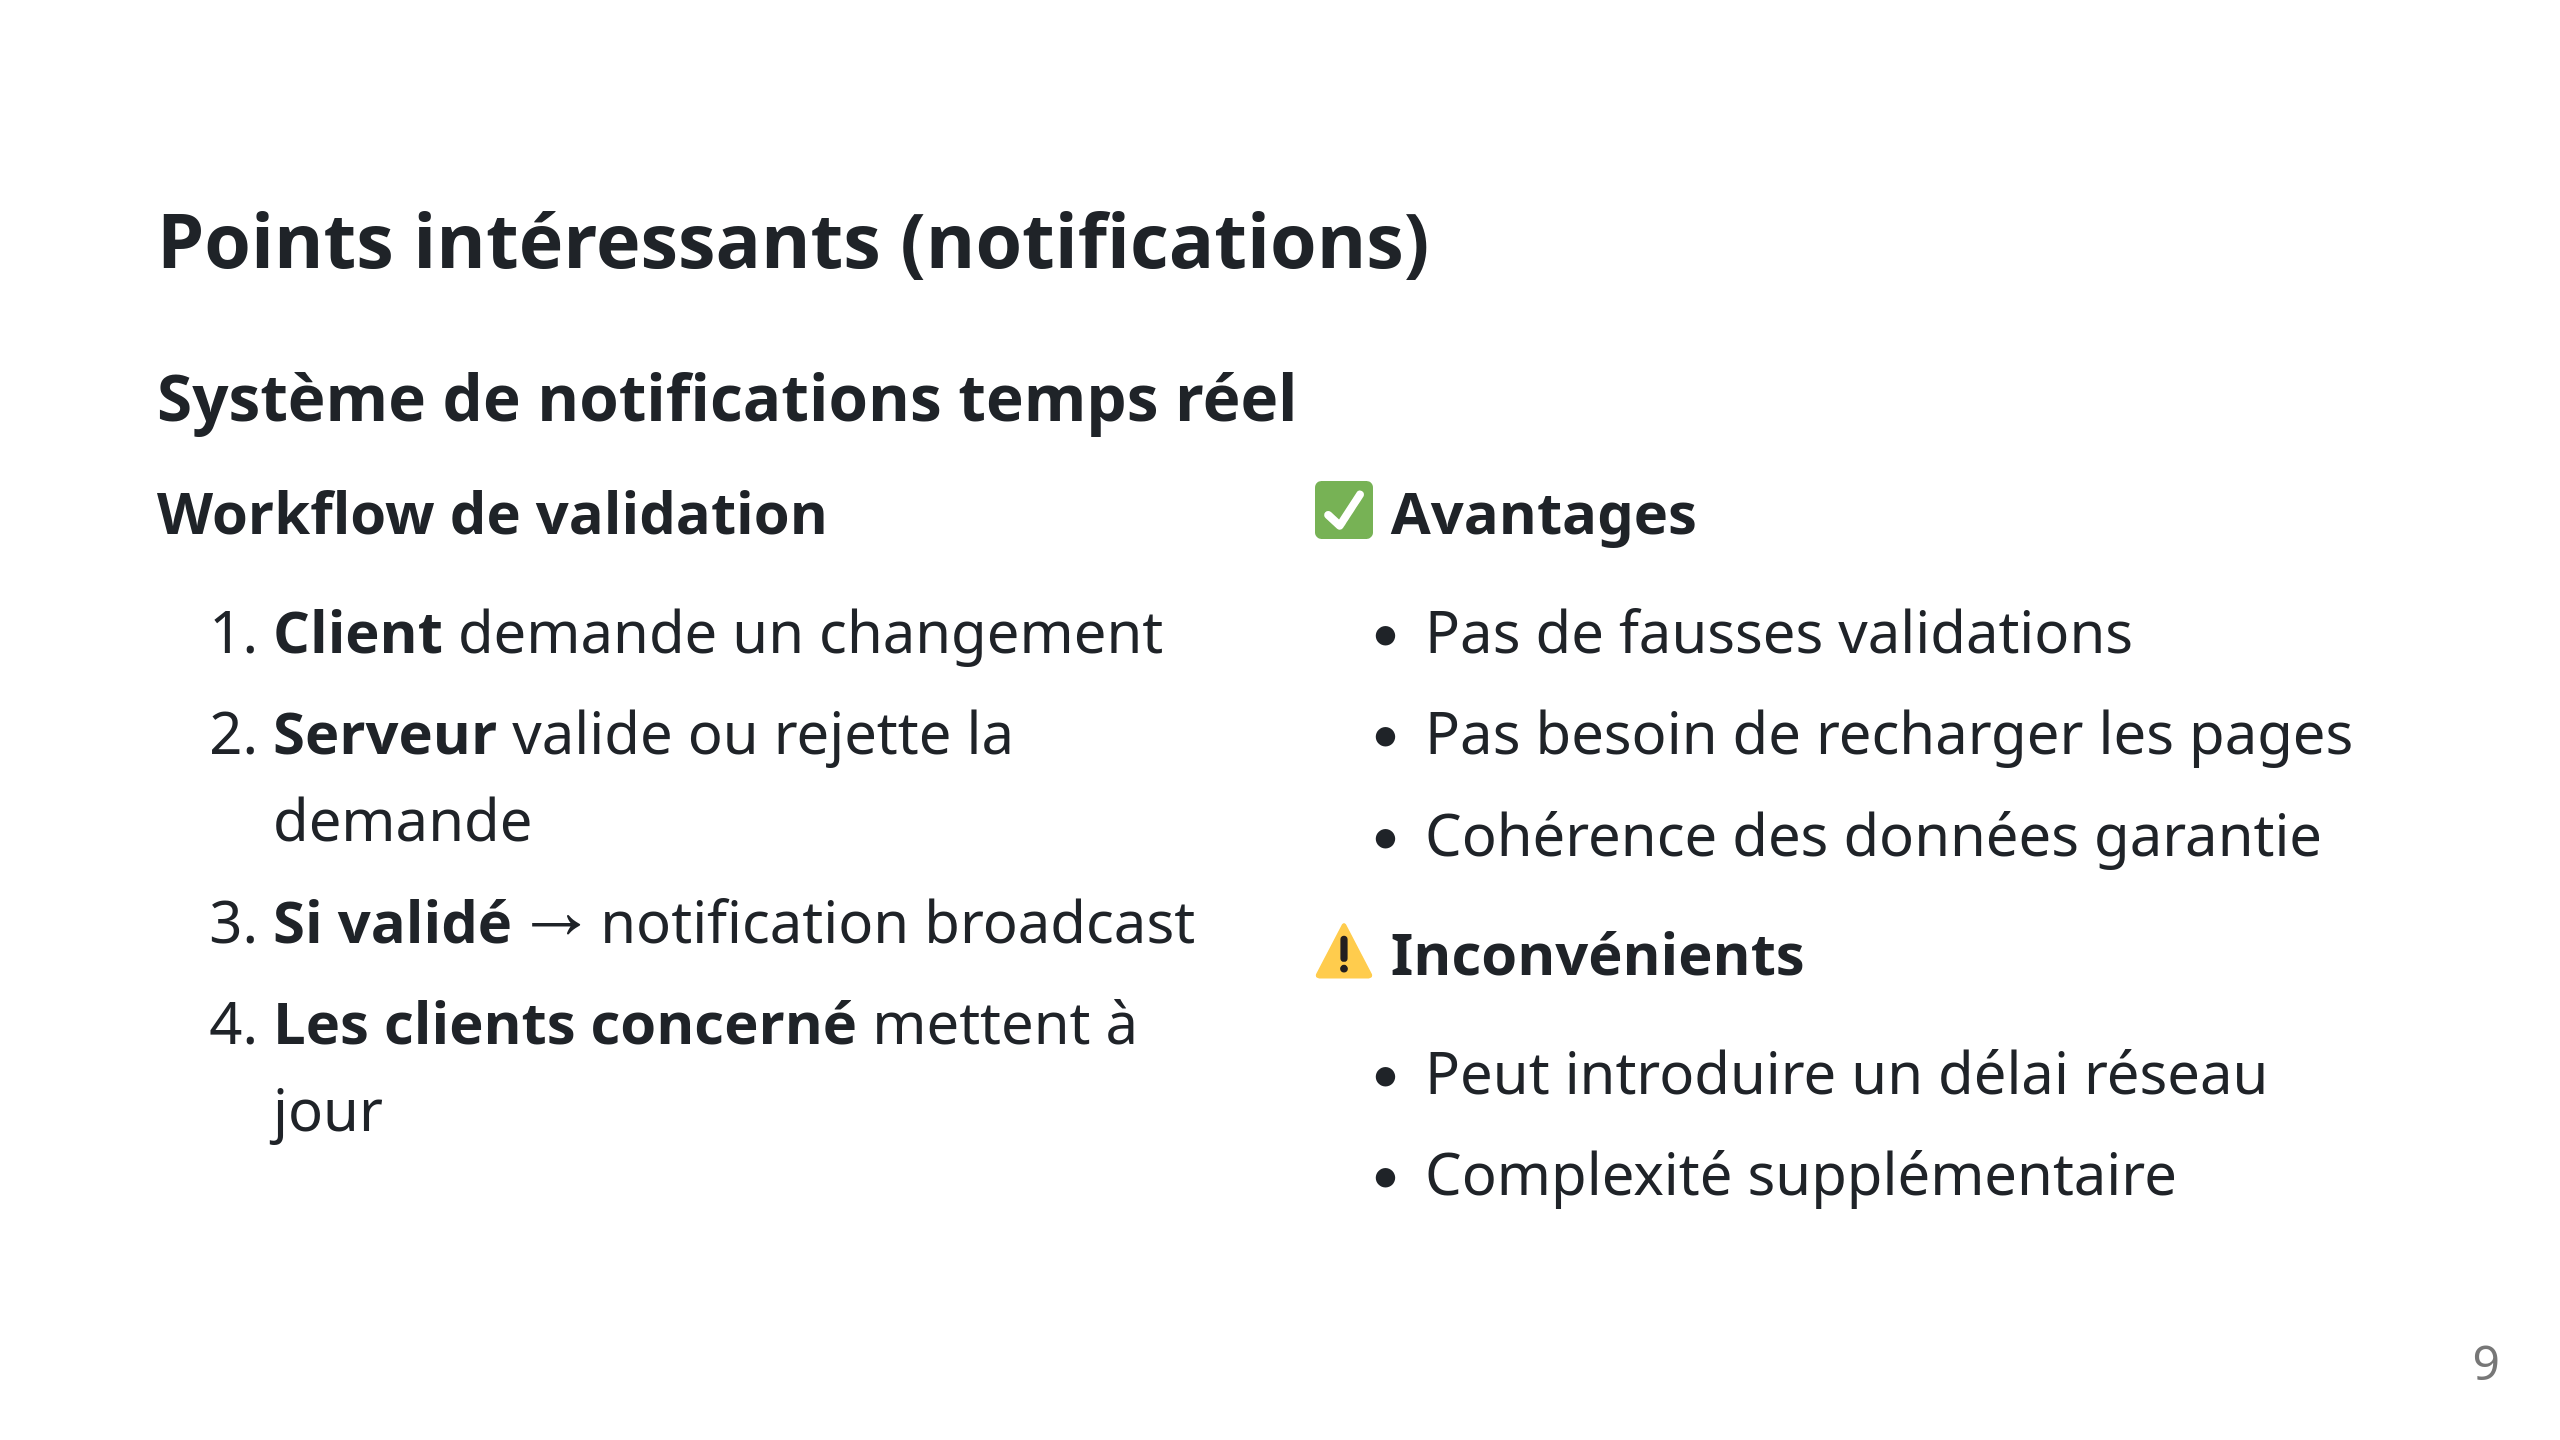 Points intéressants (notifications)
Système de notifications temps réel
Workflow de validation
1. Client demande un changement
2. Serveur valide ou rejette la
demande
3. Si validé → notification broadcast
4. Les clients concerné mettent à
jour
✅ Avantages
• Pas de fausses validations
• Pas besoin de recharger les pages
• Cohérence des données garantie
⚠️ Inconvénients
• Peut introduire un délai réseau
• Complexité supplémentaire
9